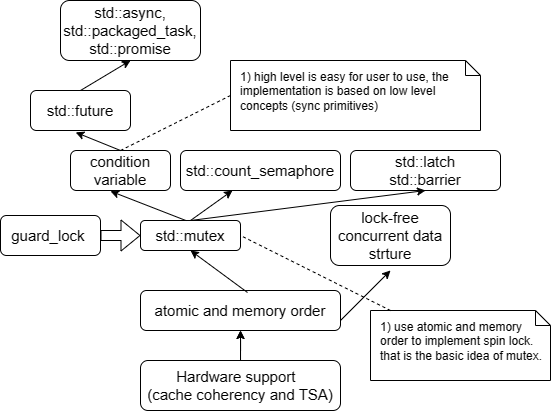 std::async,
std::packaged_task,
std::promise
1) high level is easy for user to use, the
implementation is based on low level
concepts (sync primitives)
std::future
condition
variable
std::count_semaphore
std::latch
std::barrier
guard_lock
std::mutex
lock-free
concurrent data
strture
atomic and memory order
1) use atomic and memory
order to implement spin lock.
that is the basic idea of mutex.
Hardware support
(cache coherency and TSA)